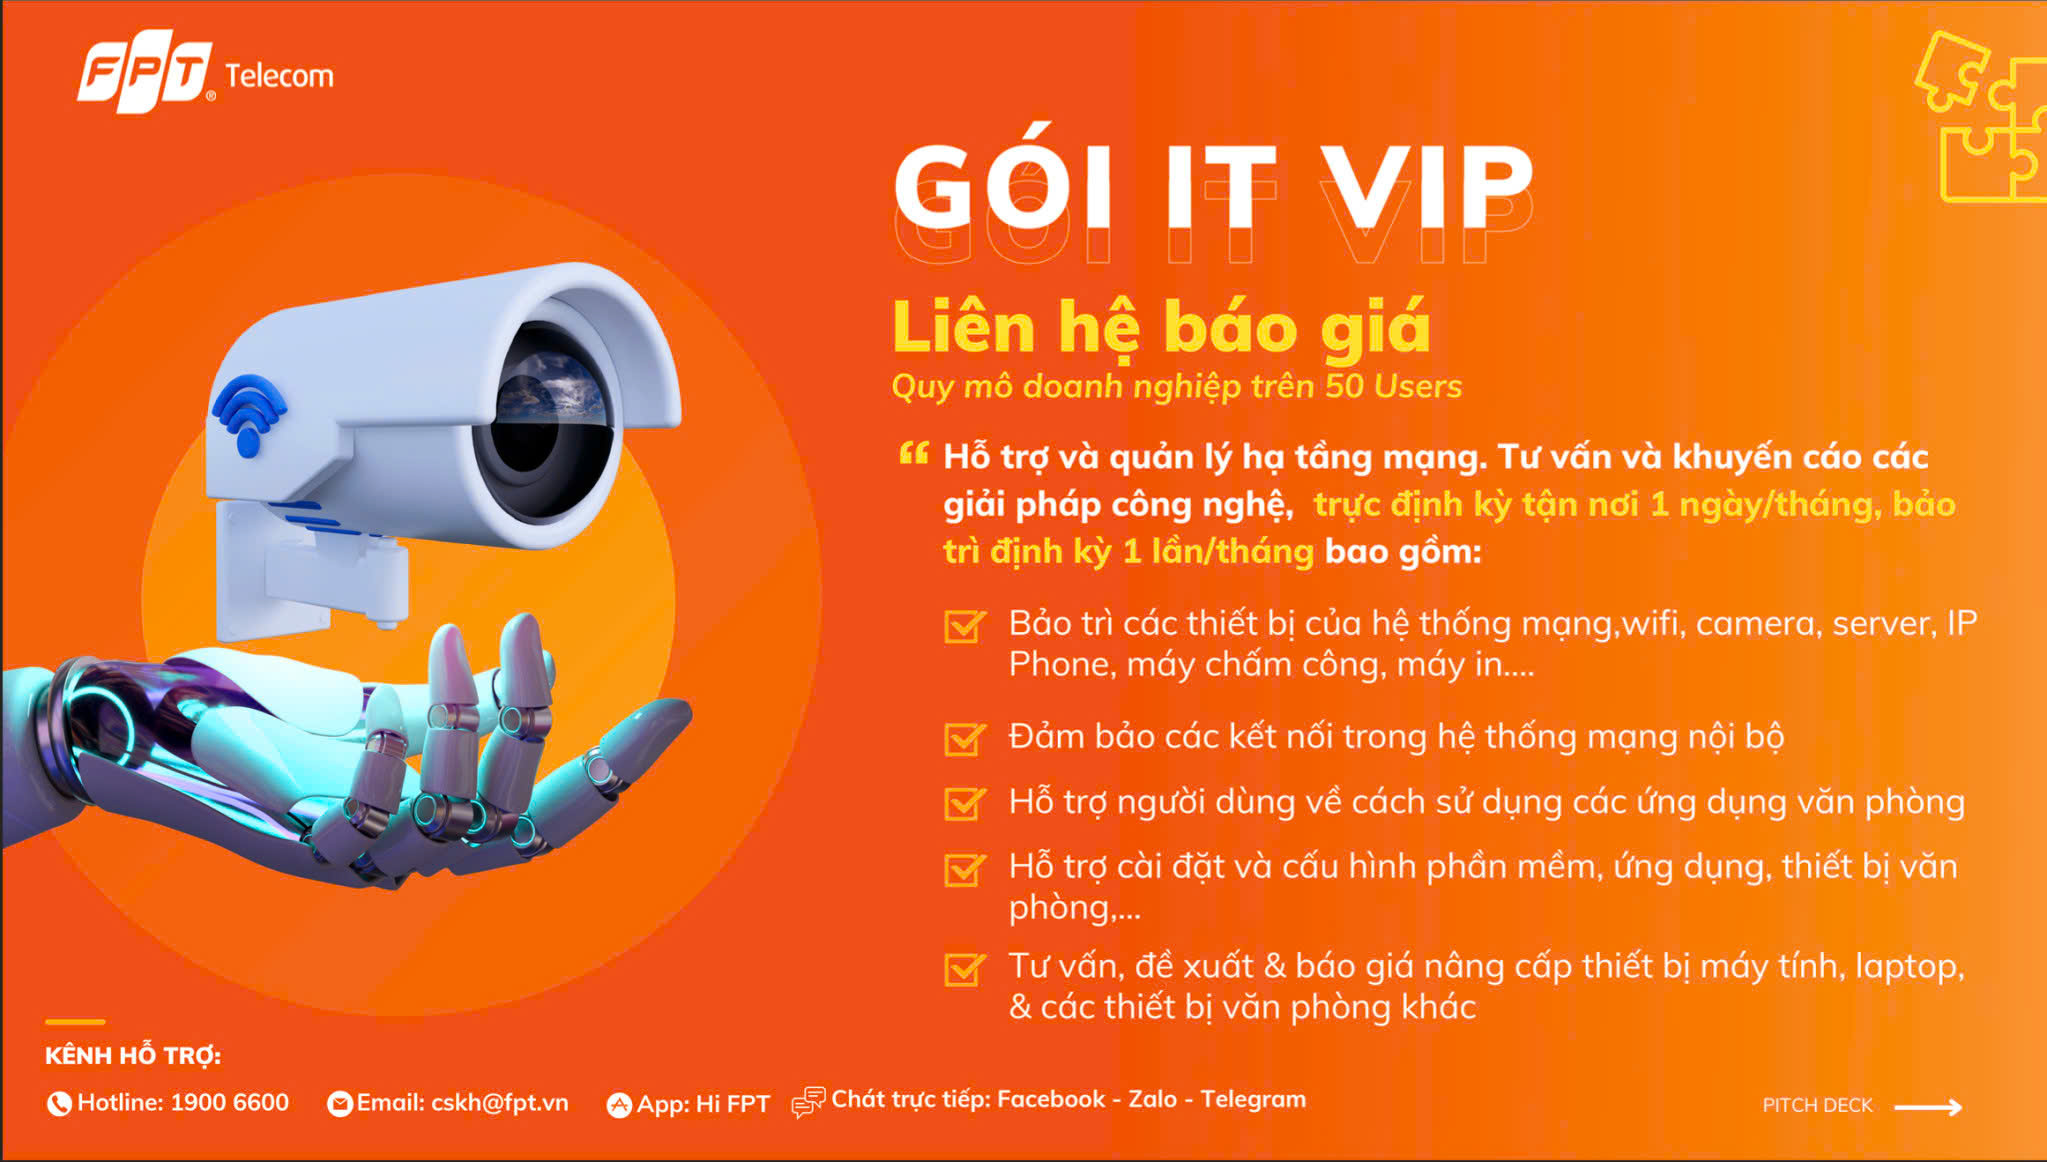 FPT® Telecom
GÓI IT VIP
Liên hệ báo giá
Quy mô doanh nghiệp trên 50 Users
“ Hỗ trợ và quản lý hạ tầng mạng. Tư vấn và khuyến cáo các
giải pháp công nghệ, trực định kỳ tận nơi 1 ngày/tháng, bảo
trì định kỳ 1 lần/tháng bao gồm:
Bảo trì các thiết bị của hệ thống mạng,wifi, camera, server, IP
Phone, máy chấm công, máy in....
Đảm bảo các kết nối trong hệ thống mạng nội bộ
Hỗ trợ người dùng về cách sử dụng các ứng dụng văn phòng
Hỗ trợ cài đặt và cấu hình phần mềm, ứng dụng, thiết bị văn
phòng,...
Tư vấn, đề xuất & báo giá nâng cấp thiết bị máy tính, laptop,
& các thiết bị văn phòng khác
KÊNH HỖ TRỢ:
Hotline: 1900 6600 Email: cskh@fpt.vn App: Hi FPT Chát trực tiếp: Facebook - Zalo - Telegram
PITCH DECK